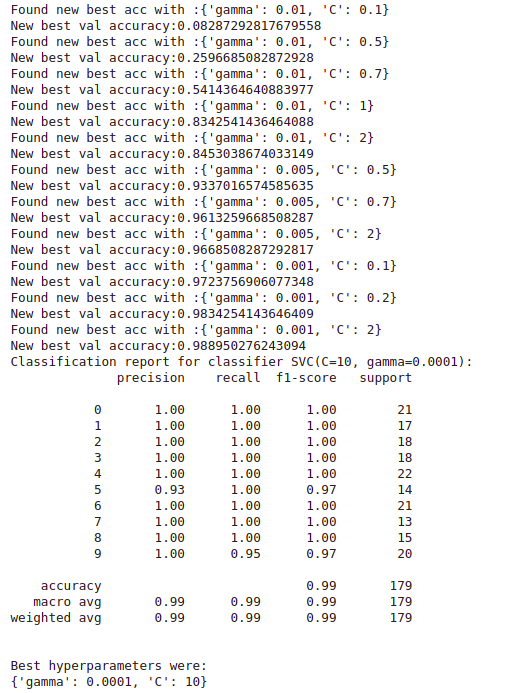 Found new best acc with :{'gamma': 0.01, 'C': 0.1}
New best val accuracy:0.08287292817679558
Found new best acc with :{'gamma': 0.01, 'C': 0.5}
New best val accuracy:0.2596685082872928
Found new best acc with :{'gamma': 0.01, 'C': 0.7}
New best val accuracy:0.5414364640883977
Found new best acc with :{'gamma': 0.01, 'C': 1}
New best val accuracy:0.8342541436464088
Found new best acc with :{'gamma': 0.01, 'C': 2}
New best val accuracy:0.8453038674033149
Found new best acc with :{'gamma': 0.005, 'C': 0.5}
New best val accuracy:0.9337016574585635
Found new best acc with :{'gamma': 0.005, 'C': 0.7}
New best val accuracy:0.9613259668508287
Found new best acc with :{'gamma': 0.005, 'C': 2}
New best val accuracy:0.9668508287292817
Found new best acc with :{'gamma': 0.001, 'C': 0.1}
New best val accuracy:0.9723756906077348
Found new best acc with :{'gamma': 0.001, 'C': 0.2}
New best val accuracy:0.9834254143646409
Found new best acc with :{'gamma': 0.001, 'C': 2}
New best val accuracy:0.988950276243094
Classification report for classifier SVC(C=10, gamma=0.0001):
precision recall f1-score support
0 1.00 1.00 1.00 21
1 1.00 1.00 1.00 17
2 1.00 1.00 1.00 18
3 1.00 1.00 1.00 18
4 1.00 1.00 1.00 22
5 0.93 1.00 0.97 14
6 1.00 1.00 1.00 21
7 1.00 1.00 1.00 13
8 1.00 1.00 1.00 15
9 1.00 0.95 0.97 20
accuracy 0.99 179
macro avg 0.99 0.99 0.99 179
weighted avg 0.99 0.99 0.99 179
Best hyperparameters were:
{'gamma': 0.0001, 'C': 10}